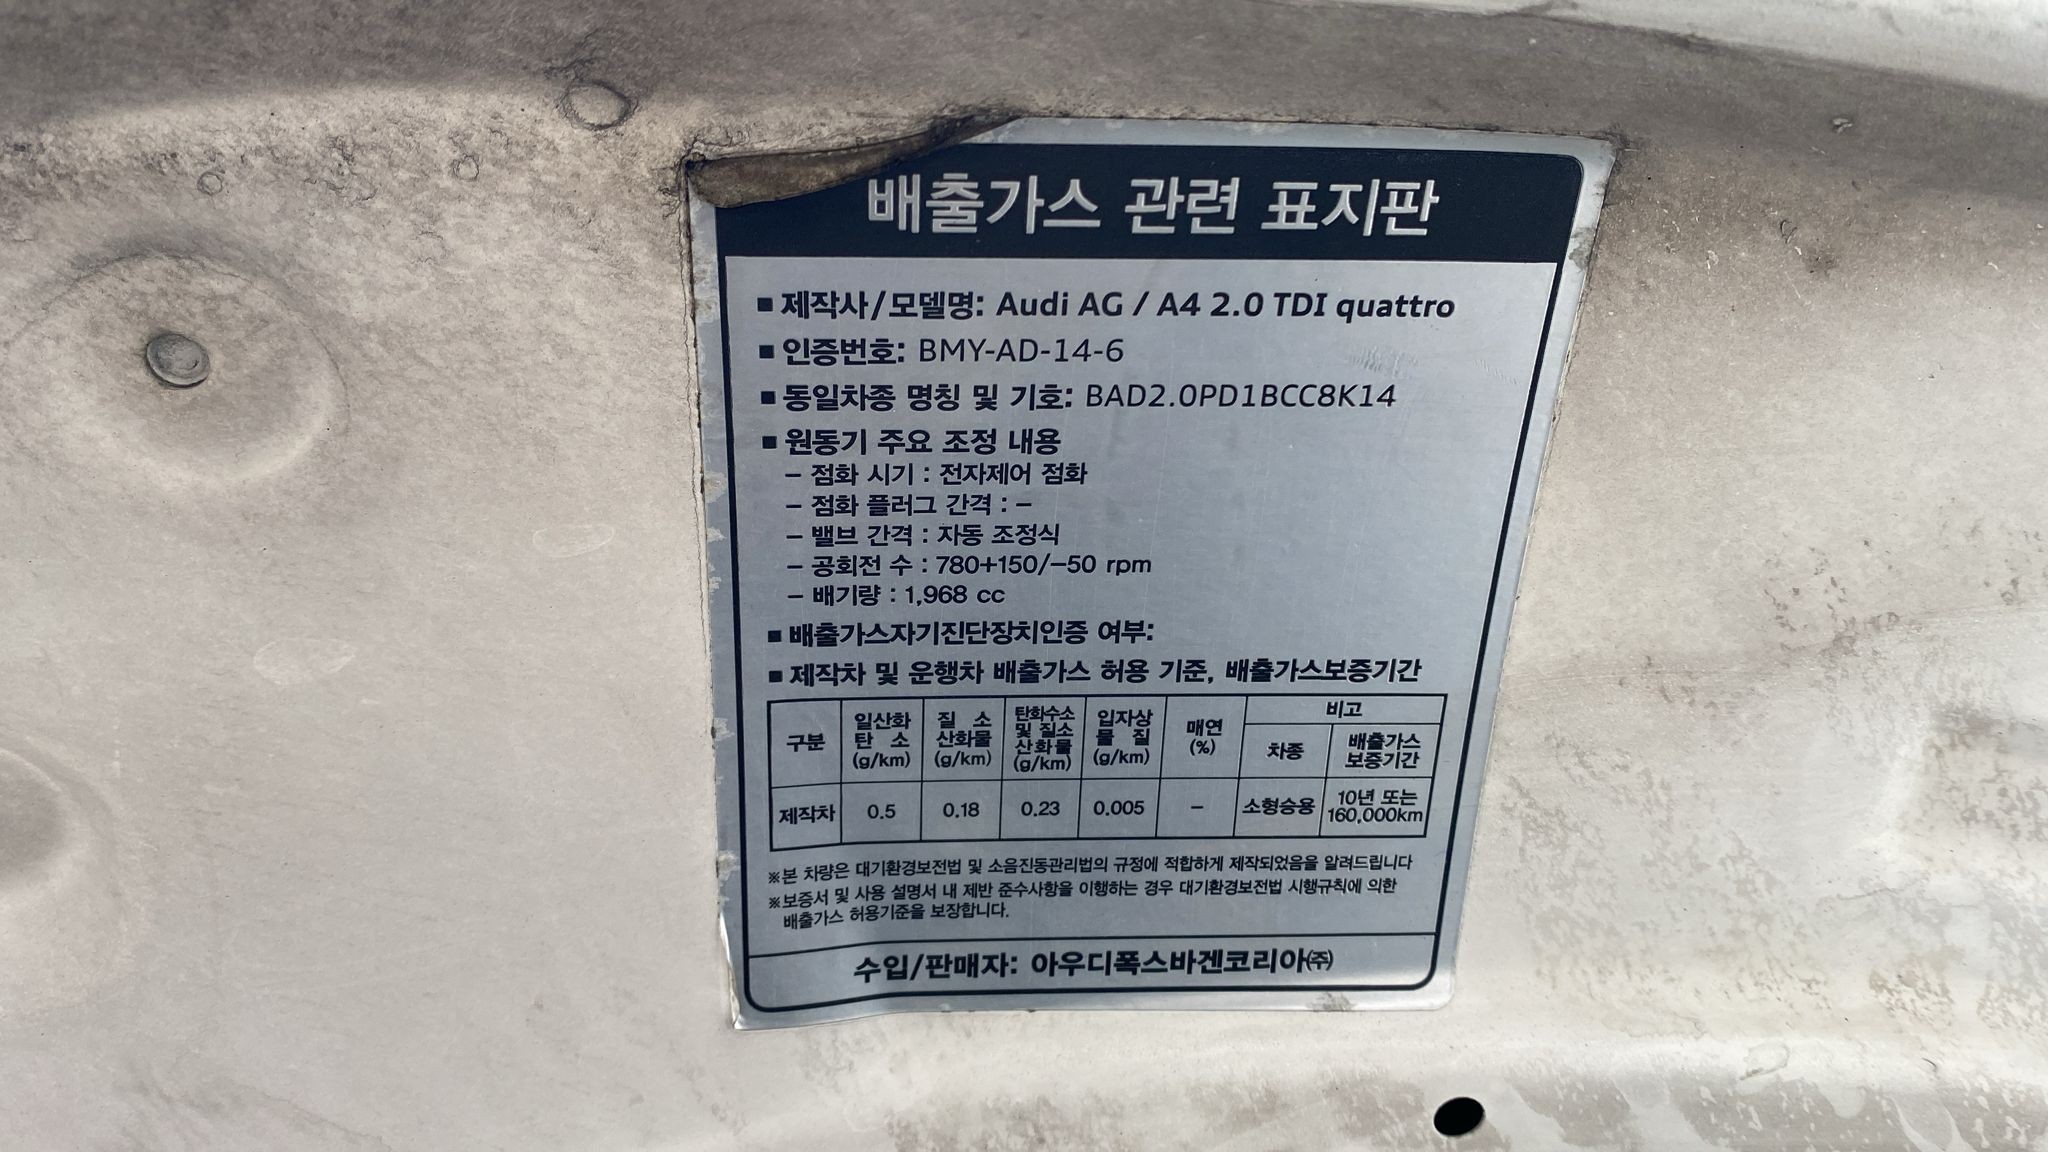 배출가스 관련 표지판
▪ 제작사/모델명: Audi AG / A4 2.0 TDI quattro
▪ 인증번호: BMY-AD-14-6
▪ 동일차종 명칭 및 기호: BAD2.0PD1BCC8K14
▪ 원동기 주요 조정 내용
– 점화 시기 : 전자제어 점화
– 점화 플러그 간격 : –
– 밸브 간격 : 자동 조정식
– 공회전 수 : 780+150/–50 rpm
– 배기량 : 1,968 cc
▪ 배출가스자기진단장치인증 여부:
▪ 제작차 및 운행차 배출가스 허용 기준, 배출가스보증기간
구분 일산화 탄 소 (g/km) 질 소 산화물 (g/km) 탄화수소 및 질소 산화물 (g/km) 입자상 물 질 (g/km) 매연 (%) 비고
차종 배출가스 보증기간
제작차 0.5 0.18 0.23 0.005 – 소형승용 10년 또는 160,000km
※본 차량은 대기환경보전법 및 소음진동관리법의 규정에 적합하게 제작되었음을 알려드립니다
※보증서 및 사용 설명서 내 제반 준수사항을 이행하는 경우 대기환경보전법 시행규칙에 의한
배출가스 허용기준을 보장합니다.
수입/판매자: 아우디폭스바겐코리아㈜